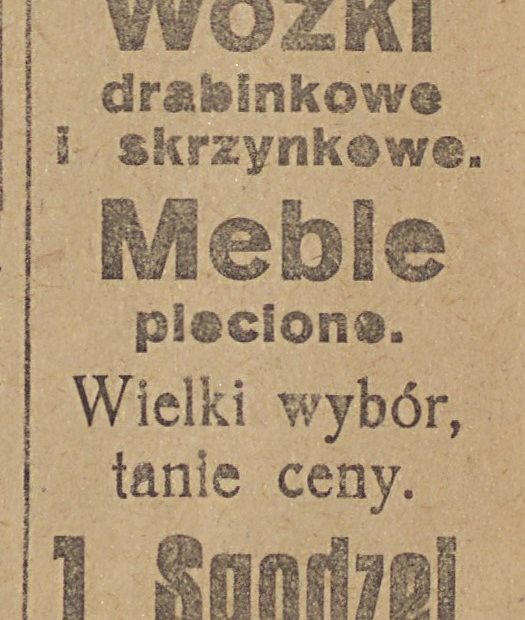 Wózki
drabinkowe
i skrzynkowe.
Meble
plecione.
Wielki wybór,
tanie ceny.